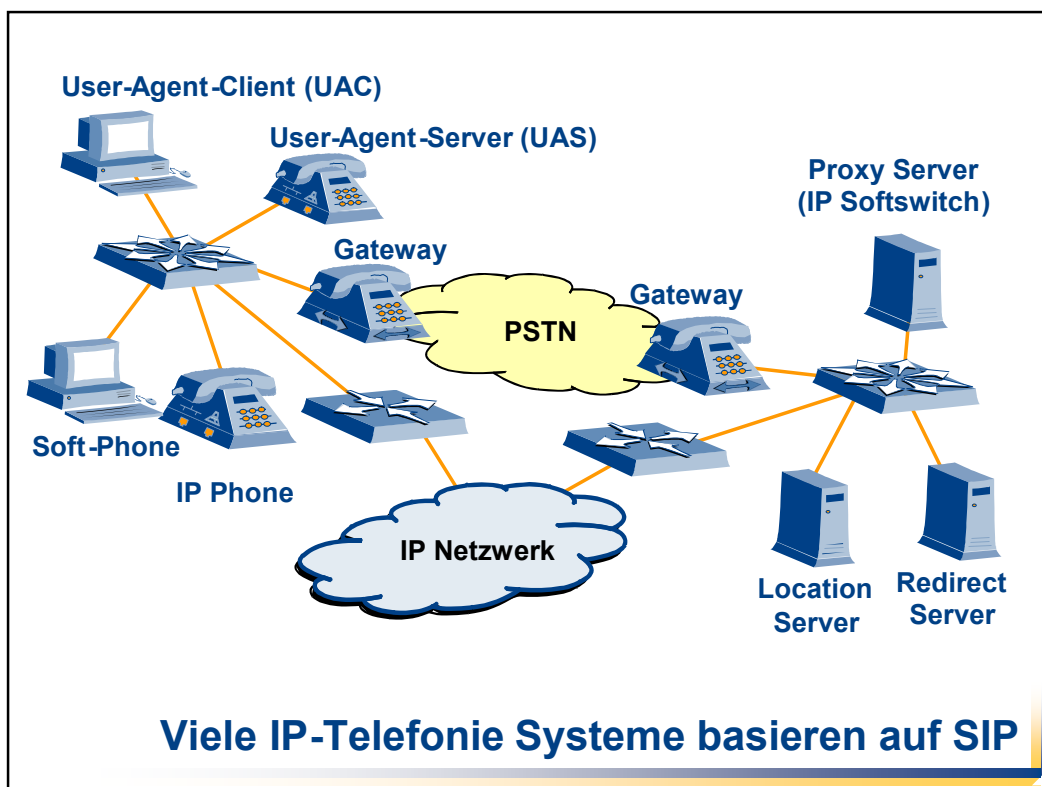 User-Agent-Client (UAC)
User-Agent-Server (UAS)
Proxy Server
(IP Softswitch)
Gateway
Gateway
PSTN
Soft-Phone
IP Phone
IP Netzwerk
Location
Server
Redirect
Server
Viele IP-Telefonie Systeme basieren auf SIP